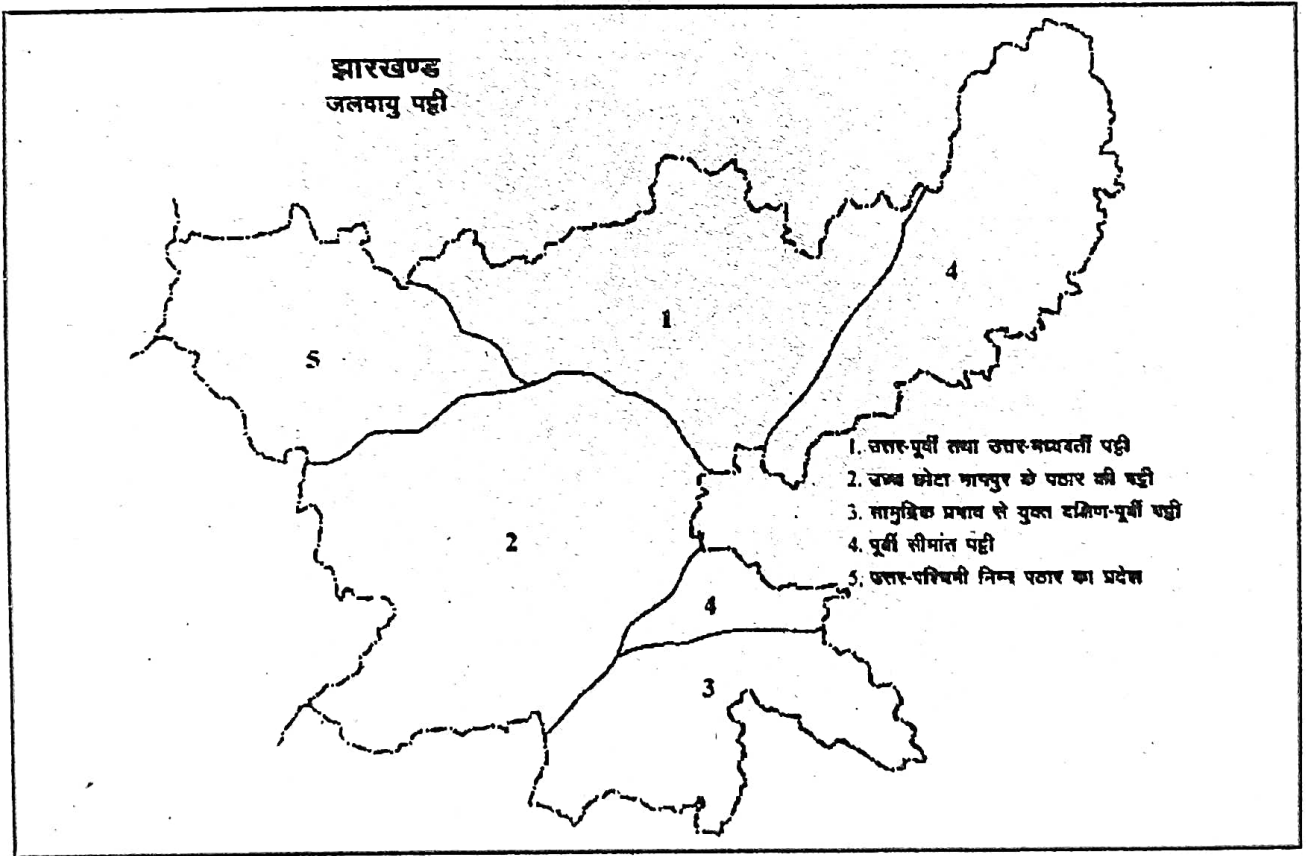 झारखण्ड
जलवायु पट्टी
4
1
5
1. उत्तर-पूर्वी तथा उत्तर-मध्यवर्ती पट्टी
2. उच्च छोटा नागपुर के पठार की पट्टी
3. सामुद्रिक प्रभाव से युक्त दक्षिण-पूर्वी पट्टी
4. पूर्वी सीमांत पट्टी
5. उत्तर-पश्चिमी निम्न पठार का प्रदेश
2
4
3